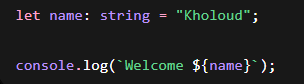 let name: string = "Kholoud";
console.log(`Welcome ${name}`);